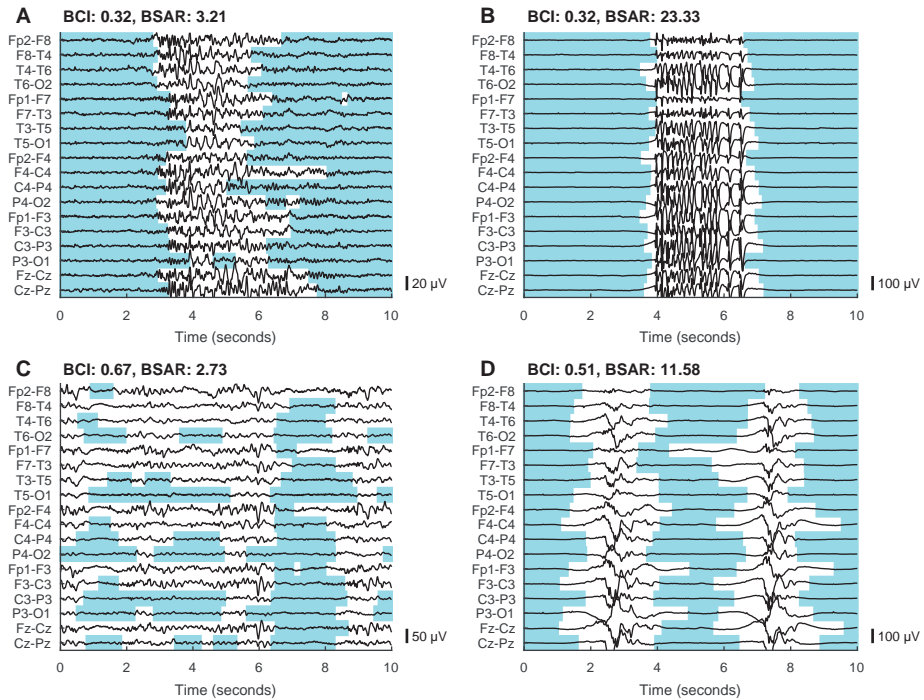 A BCI: 0.32, BSAR: 3.21
Fp2-F8
F8-T4
T4-T6
T6-O2
Fp1-F7
F7-T3
T3-T5
T5-O1
Fp2-F4
F4-C4
C4-P4
P4-O2
Fp1-F3
F3-C3
C3-P3
P3-O1
Fz-Cz
Cz-Pz
20 µV
0 2 4 6 8 10
Time (seconds)
B BCI: 0.32, BSAR: 23.33
Fp2-F8
F8-T4
T4-T6
T6-O2
Fp1-F7
F7-T3
T3-T5
T5-O1
Fp2-F4
F4-C4
C4-P4
P4-O2
Fp1-F3
F3-C3
C3-P3
P3-O1
Fz-Cz
Cz-Pz
100 µV
0 2 4 6 8 10
Time (seconds)
C BCI: 0.67, BSAR: 2.73
Fp2-F8
F8-T4
T4-T6
T6-O2
Fp1-F7
F7-T3
T3-T5
T5-O1
Fp2-F4
F4-C4
C4-P4
P4-O2
Fp1-F3
F3-C3
C3-P3
P3-O1
Fz-Cz
Cz-Pz
50 µV
0 2 4 6 8 10
Time (seconds)
D BCI: 0.51, BSAR: 11.58
Fp2-F8
F8-T4
T4-T6
T6-O2
Fp1-F7
F7-T3
T3-T5
T5-O1
Fp2-F4
F4-C4
C4-P4
P4-O2
Fp1-F3
F3-C3
C3-P3
P3-O1
Fz-Cz
Cz-Pz
100 µV
0 2 4 6 8 10
Time (seconds)